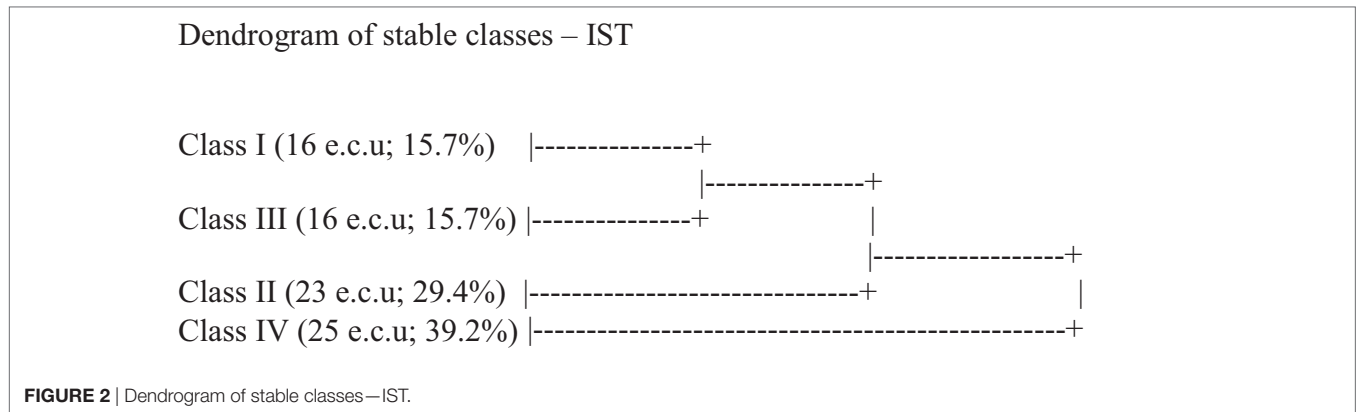 Dendrogram of stable classes – IST
Class I (16 e.c.u; 15.7%) |---------------+
|---------------+
Class III (16 e.c.u; 15.7%) |---------------+ |
|------------------+
Class II (23 e.c.u; 29.4%) |-------------------------------+ |
Class IV (25 e.c.u; 39.2%) |--------------------------------------------------+
FIGURE 2 | Dendrogram of stable classes—IST.